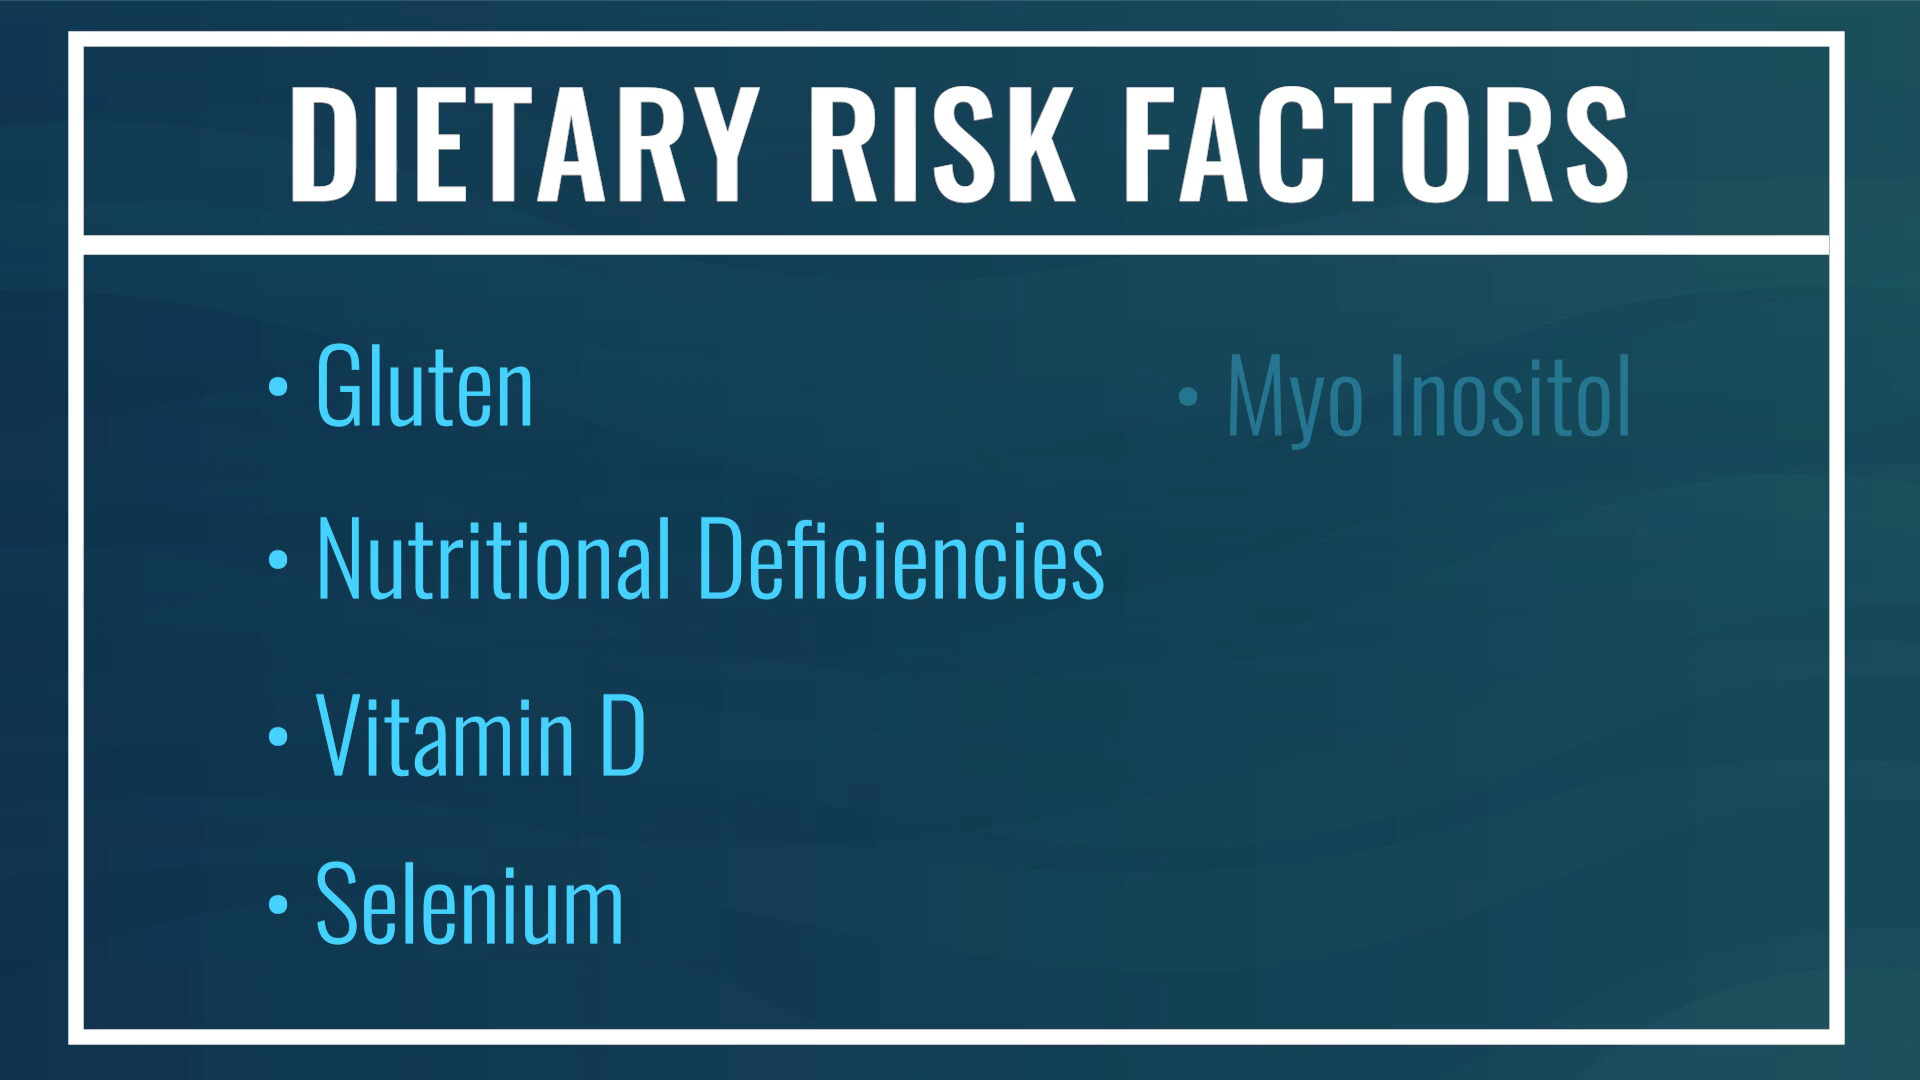 DIETARY RISK FACTORS
• Gluten
• Nutritional Deficiencies
• Vitamin D
• Selenium
• Myo Inositol